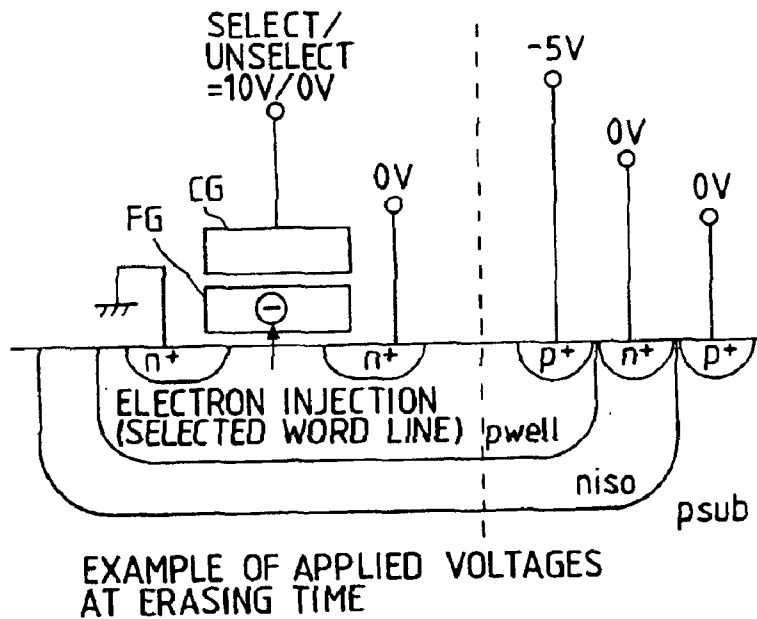 SELECT/
UNSELECT
=10V/0V
-5V
0V
0V
0V
CG
FG
−
n+
n+
p+
n+
p+
ELECTRON INJECTION
(SELECTED WORD LINE)
pwell
niso
psub
EXAMPLE OF APPLIED VOLTAGES
AT ERASING TIME